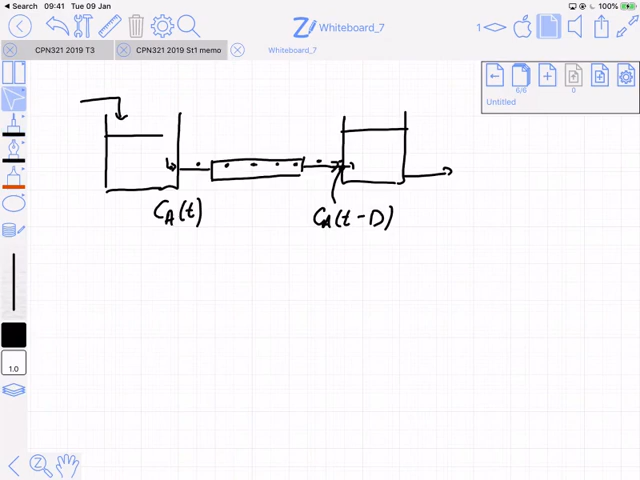 Search 09:41 Tue 09 Jan
100%
Whiteboard_7
1
CPN321 2019 T3
CPN321 2019 St1 memo
Whiteboard_7
6/6
0
Untitled
C_A(t)
C_A(t-D)
1.0